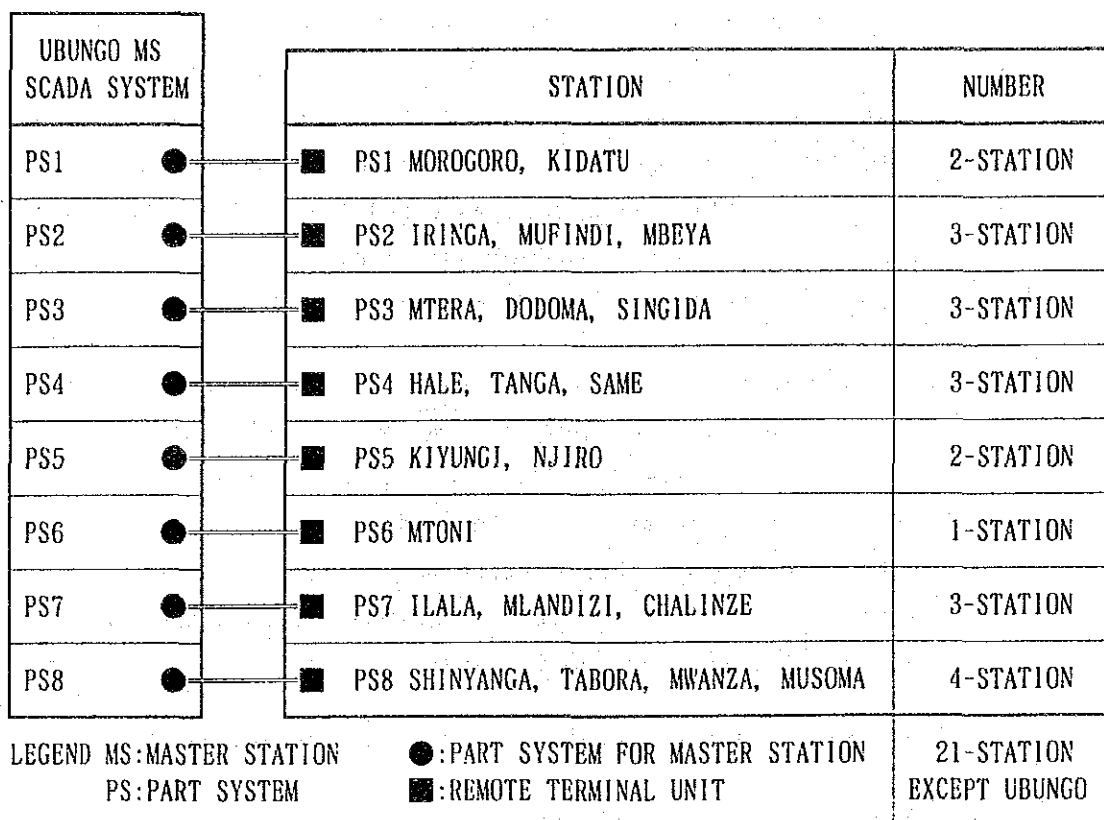 UBUNGO MS
SCADA SYSTEM
STATION NUMBER
PS1 PS1 MOROGORO, KIDATU 2-STATION
PS2 PS2 IRINGA, MUFINDI, MBEYA 3-STATION
PS3 PS3 MTERA, DODOMA, SINGIDA 3-STATION
PS4 PS4 HALE, TANGA, SAME 3-STATION
PS5 PS5 KIYUNGI, NJIRO 2-STATION
PS6 PS6 MTONI 1-STATION
PS7 PS7 ILALA, MLANDIZI, CHALINZE 3-STATION
PS8 PS8 SHINYANGA, TABORA, MWANZA, MUSOMA 4-STATION
LEGEND MS:MASTER STATION ●:PART SYSTEM FOR MASTER STATION 21-STATION
PS:PART SYSTEM ■:REMOTE TERMINAL UNIT EXCEPT UBUNGO